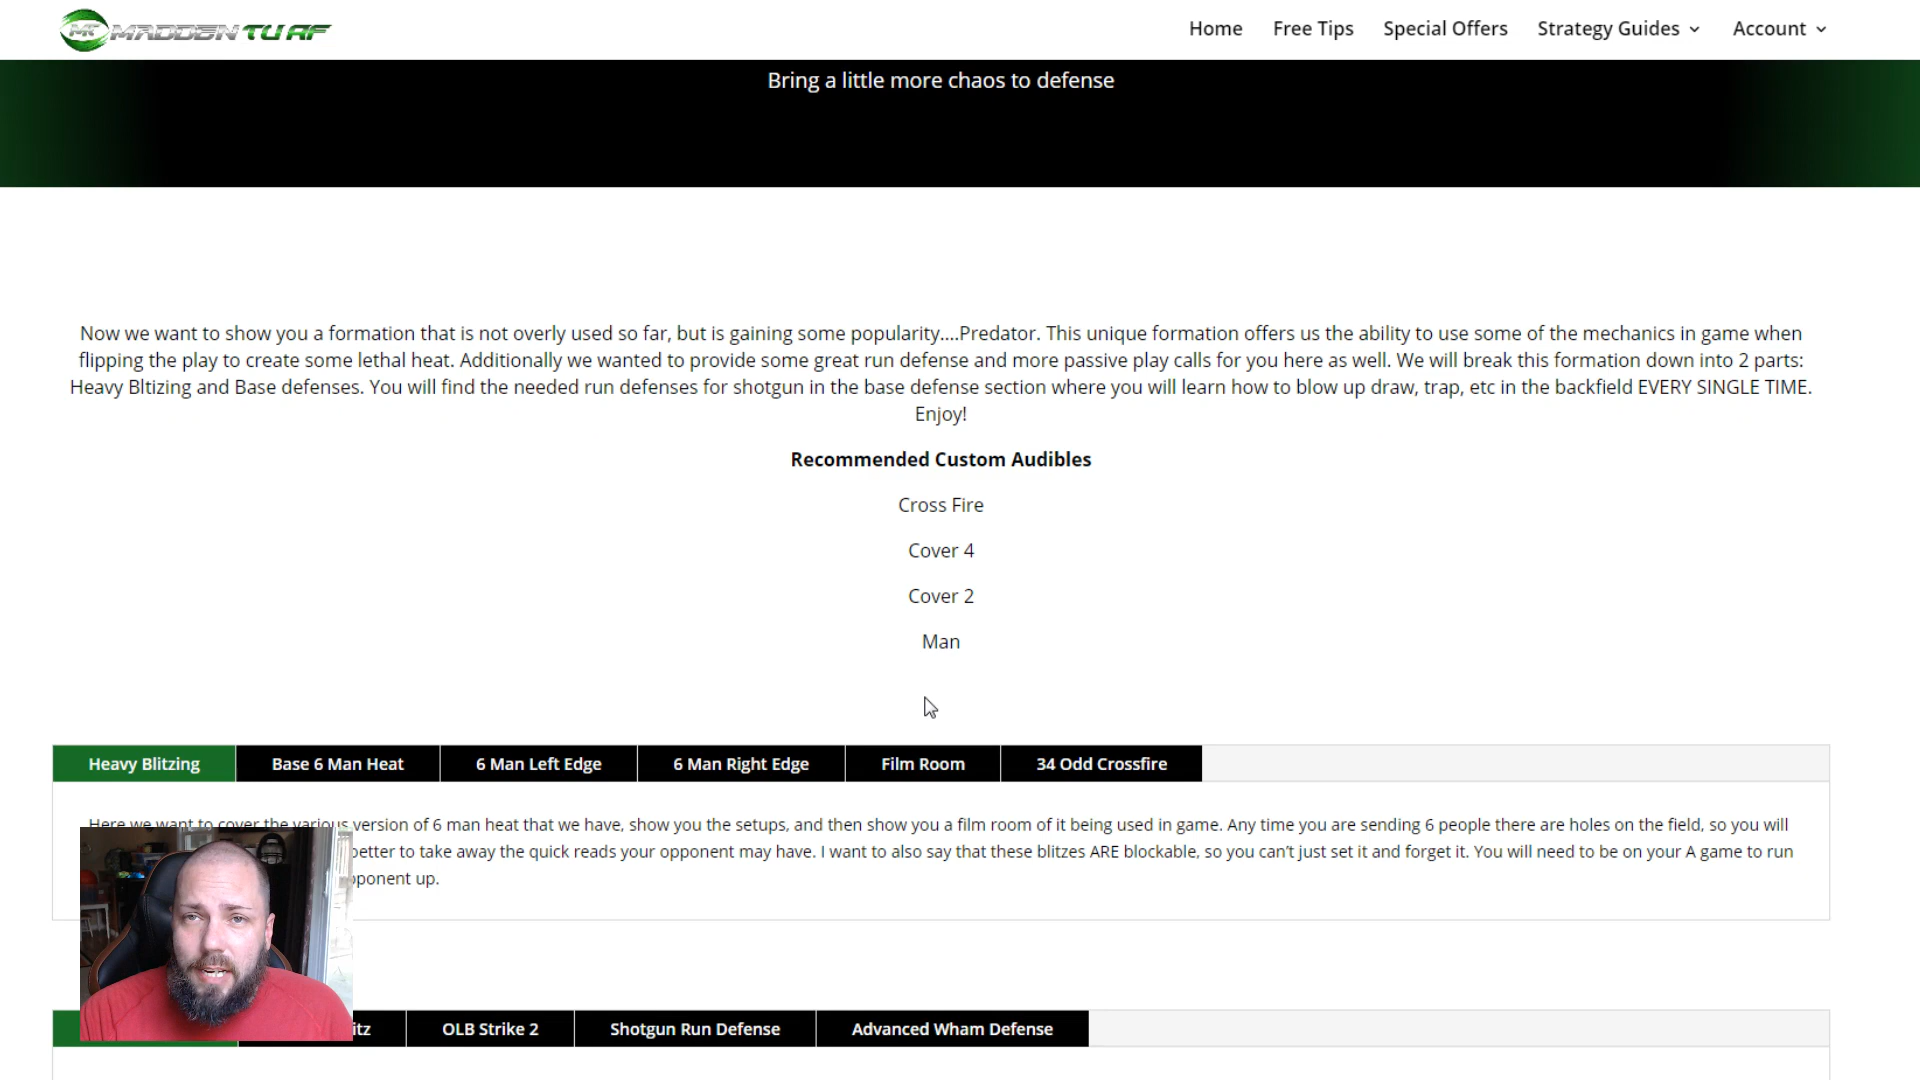 MADDEN TURF
Home
Free Tips
Special Offers
Strategy Guides
Account
Bring a little more chaos to defense
Now we want to show you a formation that is not overly used so far, but is gaining some popularity....Predator. This unique formation offers us the ability to use some of the mechanics in game when
flipping the play to create some lethal heat. Additionally we wanted to provide some great run defense and more passive play calls for you here as well. We will break this formation down into 2 parts:
Heavy Bltizing and Base defenses. You will find the needed run defenses for shotgun in the base defense section where you will learn how to blow up draw, trap, etc in the backfield EVERY SINGLE TIME.
Enjoy!
Recommended Custom Audibles
Cross Fire
Cover 4
Cover 2
Man
Heavy Blitzing
Base 6 Man Heat
6 Man Left Edge
6 Man Right Edge
Film Room
34 Odd Crossfire
Here we want to cover the various version of 6 man heat that we have, show you the setups, and then show you a film room of it being used in game. Any time you are sending 6 people there are holes on the field, so you will
better to take away the quick reads your opponent may have. I want to also say that these blitzes ARE blockable, so you can't just set it and forget it. You will need to be on your A game to run
up.
OLB Strike 2
Shotgun Run Defense
Advanced Wham Defense